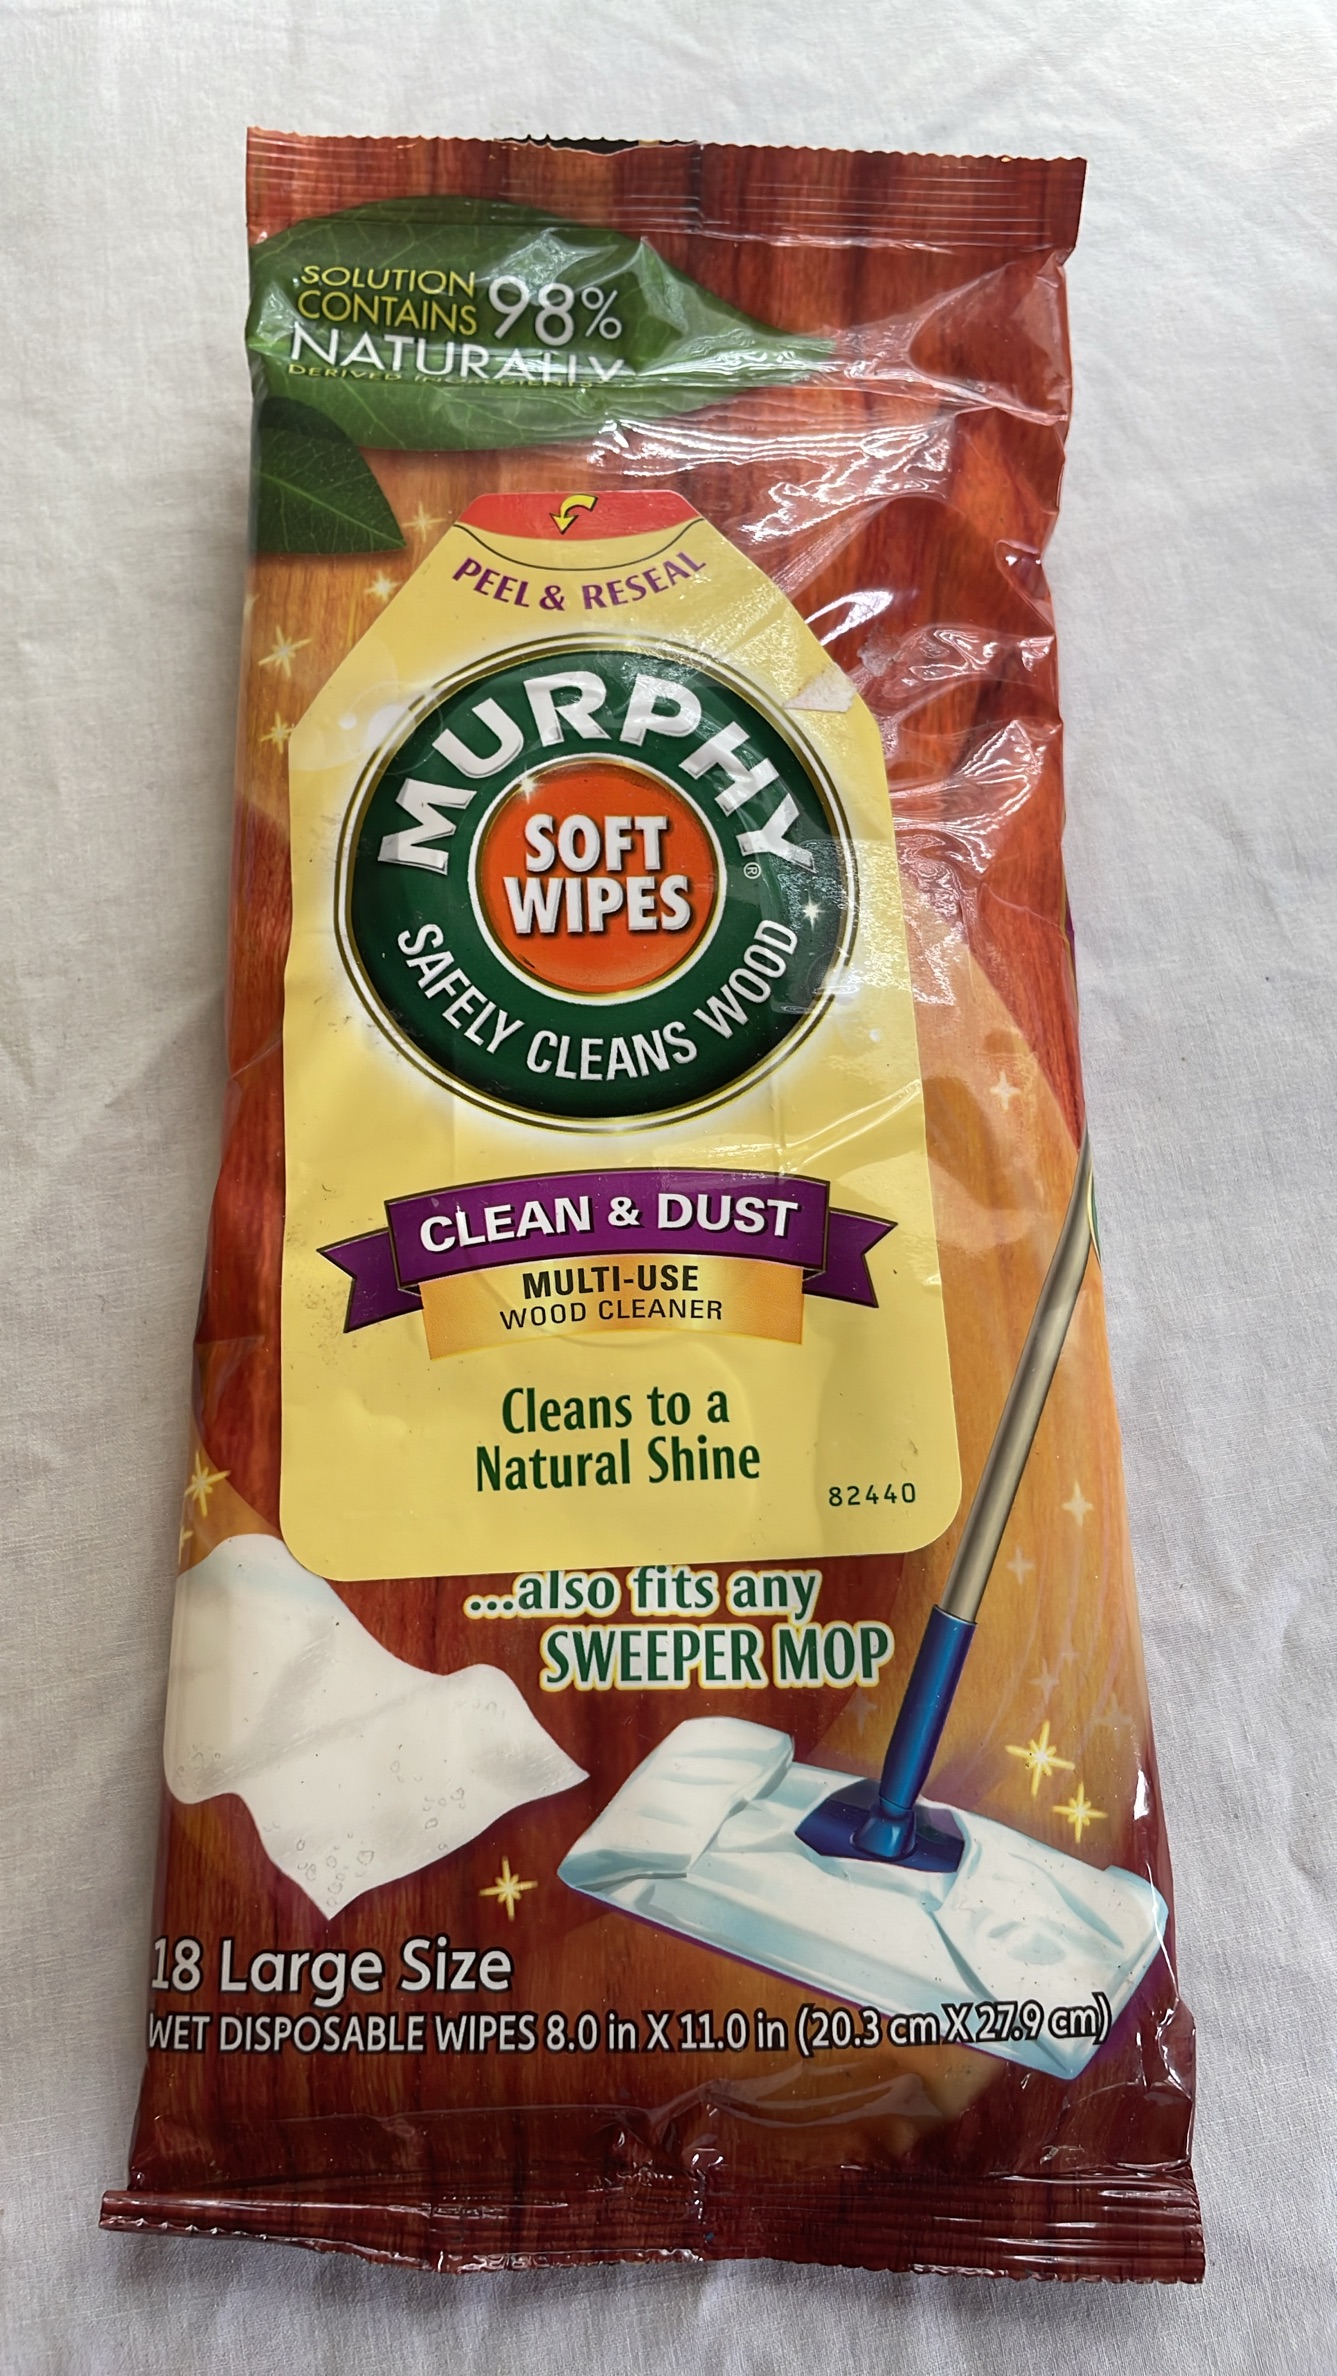 SOLUTION
CONTAINS 98%
NATURALLY
DERIVED INGREDIENTS
PEEL & RESEAL
MURPHY®
SOFT
WIPES
SAFELY CLEANS WOOD
CLEAN & DUST
MULTI-USE
WOOD CLEANER
Cleans to a
Natural Shine
82440
...also fits any
SWEEPER MOP
18 Large Size
WET DISPOSABLE WIPES 8.0 in X 11.0 in (20.3 cm X 27.9 cm)